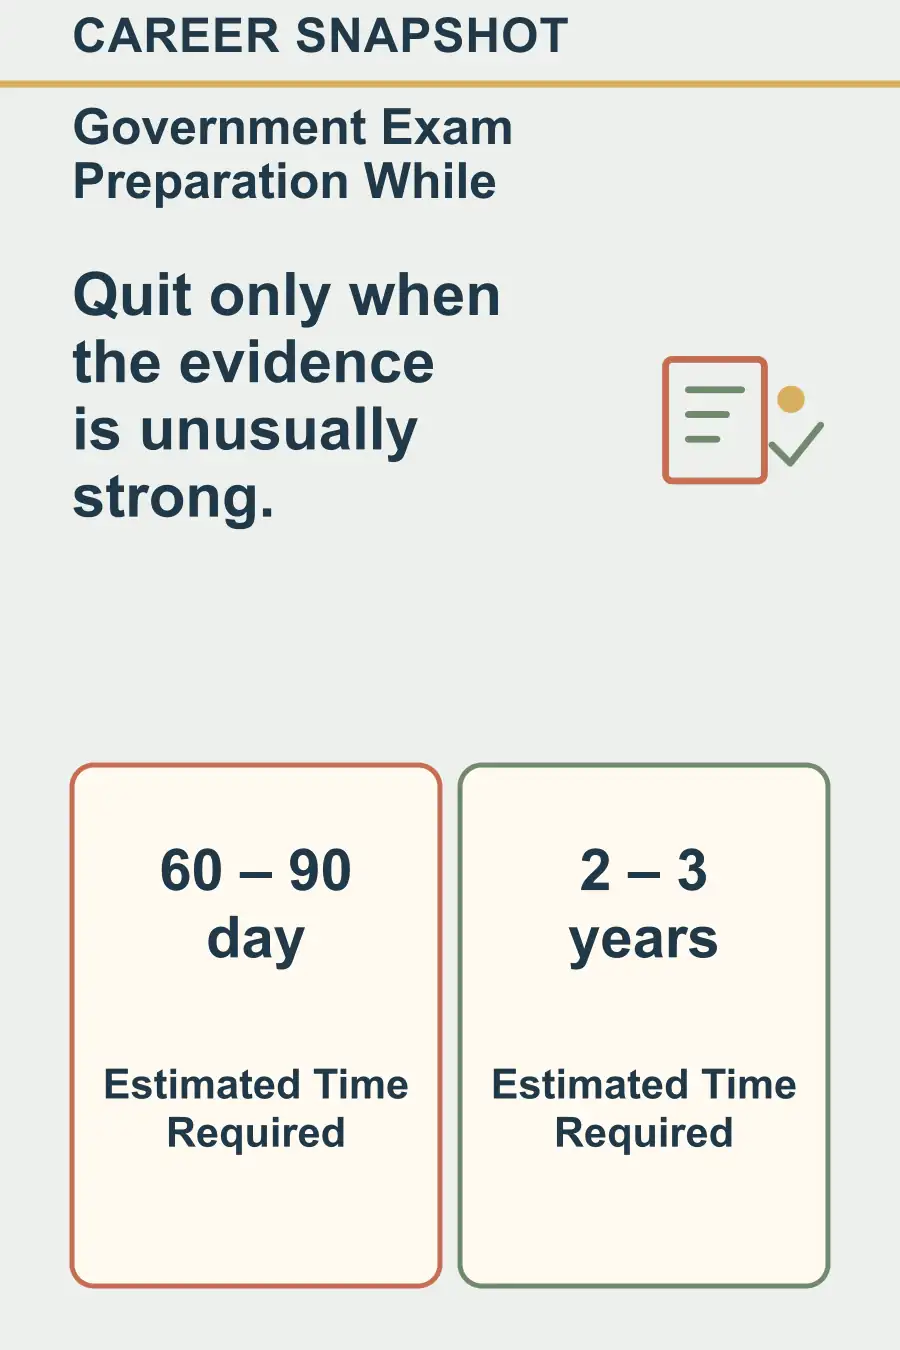 CAREER SNAPSHOT
Government Exam
Preparation While
Quit only when
the evidence
is unusually
strong.
60 – 90
day
Estimated Time
Required
2 – 3
years
Estimated Time
Required